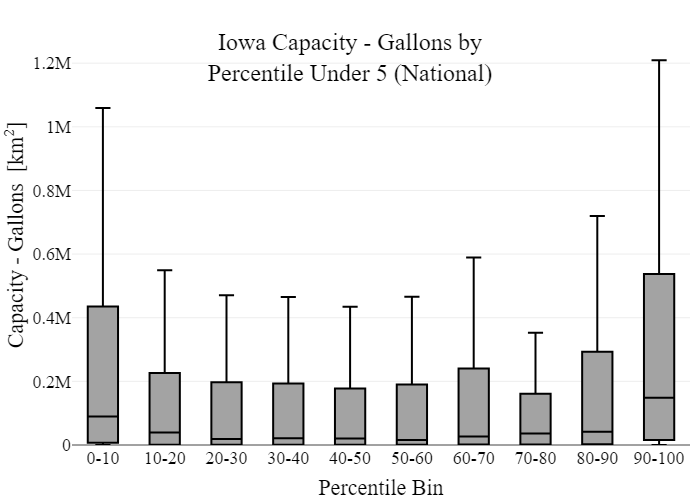 Iowa Capacity - Gallons by
Percentile Under 5 (National)
Capacity - Gallons [km²]
1.2M
1M
0.8M
0.6M
0.4M
0.2M
0
0-10 10-20 20-30 30-40 40-50 50-60 60-70 70-80 80-90 90-100
Percentile Bin